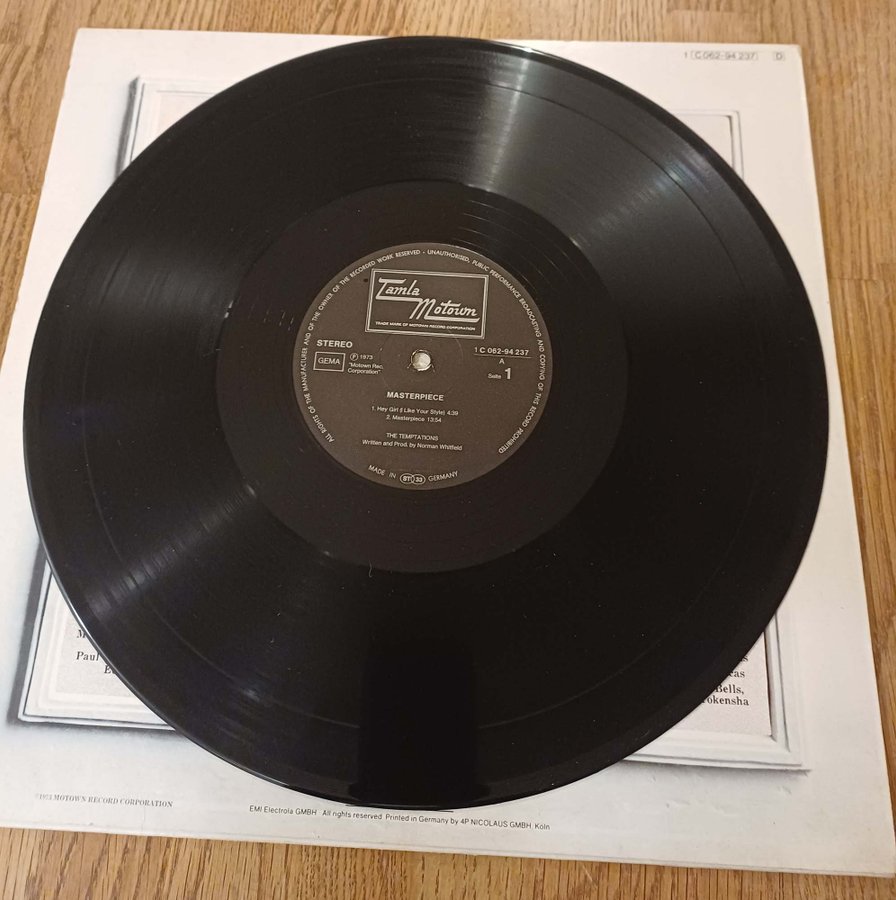 1 C 062-94 237 D
ALL RIGHTS OF THE MANUFACTURER AND OF THE OWNER OF THE RECORDED WORK RESERVED - UNAUTHORISED, PUBLIC PERFORMANCE BROADCASTING AND COPYING OF THIS RECORD PROHIBITED
Tamla
Motown
TRADE MARK OF MOTOWN RECORD CORPORATION
STEREO
GEMA
Ⓟ 1973
"Motown Rec.
Corporation"
1 C 062-94 237
A
Seite 1
MASTERPIECE
1. Hey Girl (I Like Your Style) 4:39
2. Masterpiece 13:54
THE TEMPTATIONS
Written and Prod. by Norman Whitfield
MADE IN ST 33 GERMANY
M
Paul
Bells,
©1973 MOTOWN RECORD CORPORATION
EMI Electrola GMBH All rights reserved Printed in Germany by 4P NICOLAUS GMBH, Köln